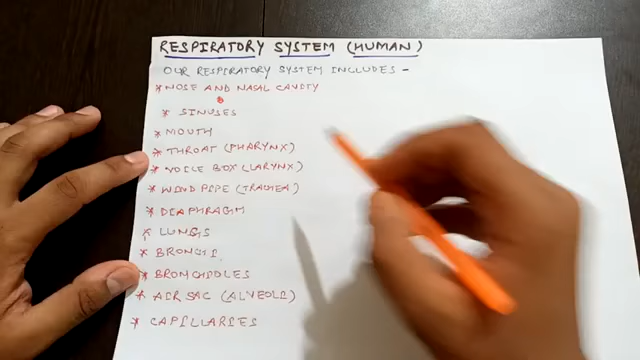 RESPIRATORY SYSTEM (HUMAN)
OUR RESPIRATORY SYSTEM INCLUDES -
* NOSE AND NASAL CAVITY
* SINUSES
* MOUTH
* THROAT (PHARYNX)
* VOICE BOX (LARYNX)
* WIND PIPE (TRACHEA)
* DIAPHRAGM
* LUNGS
* BRONCHI
* BRONCHIOLES
* AIR SAC (ALVEOLI)
* CAPILLARIES